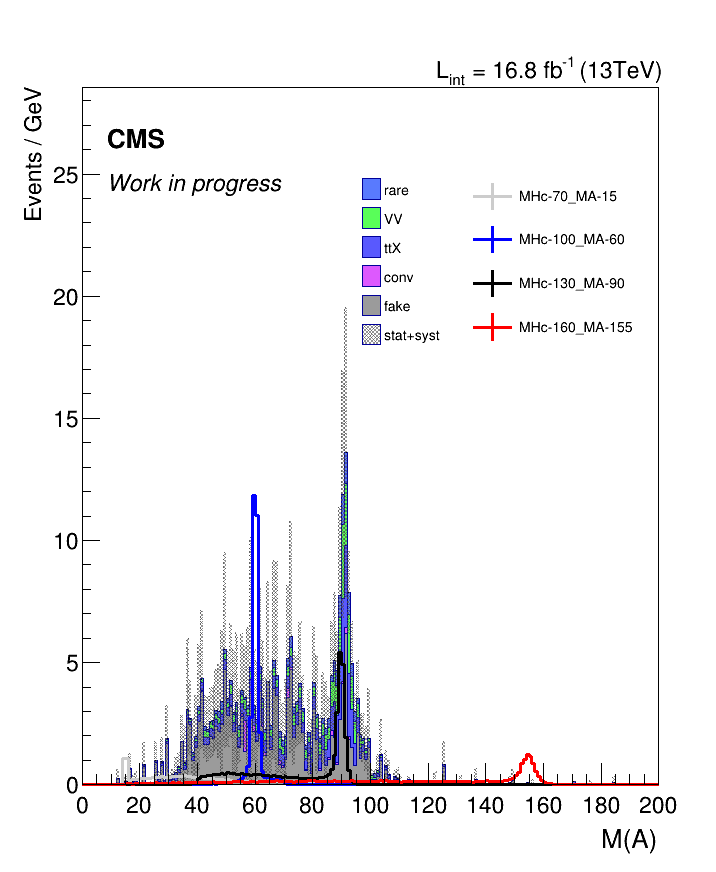 L_int = 16.8 fb^-1 (13TeV)
Events / GeV
CMS
Work in progress
rare
VV
ttX
conv
fake
stat+syst
MHc-70_MA-15
MHc-100_MA-60
MHc-130_MA-90
MHc-160_MA-155
25
20
15
10
5
0
0 20 40 60 80 100 120 140 160 180 200
M(A)